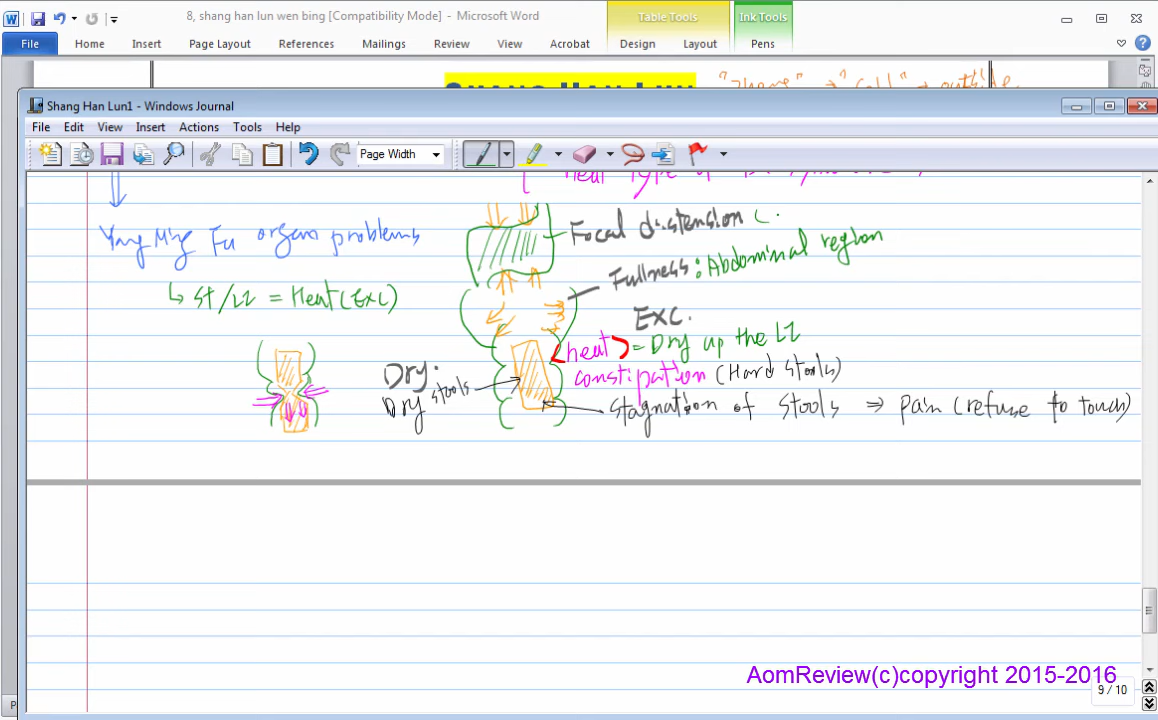 8, shang han lun wen bing [Compatibility Mode] - Microsoft Word
Table Tools
Ink Tools
File Home Insert Page Layout References Mailings Review View Acrobat Design Layout Pens
Shang Han Lun1 - Windows Journal
File Edit View Insert Actions Tools Help
Page Width
Heat Type of
Yang Ming Fu organ problems
Focal distension
Fullness: Abdominal region
↳ ST/LI = Heat(EXC)
EXC.
<heat> = Dry up the LI
constipation (Hard stools)
Dry.
Dry stools
stagnation of stools ⇒ pain (refuse to touch)
AomReview(c)copyright 2015-2016
9 / 10